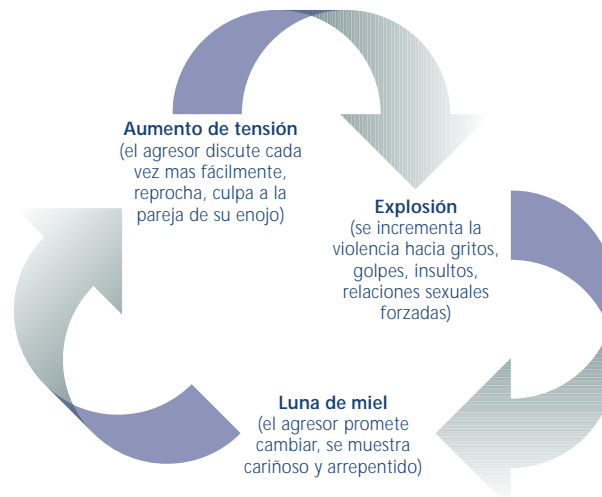 Aumento de tensión
(el agresor discute cada
vez mas fácilmente,
reprocha, culpa a la
pareja de su enojo)
Explosión
(se incrementa la
violencia hacia gritos,
golpes, insultos,
relaciones sexuales
forzadas)
Luna de miel
(el agresor promete
cambiar, se muestra
cariñoso y arrepentido)